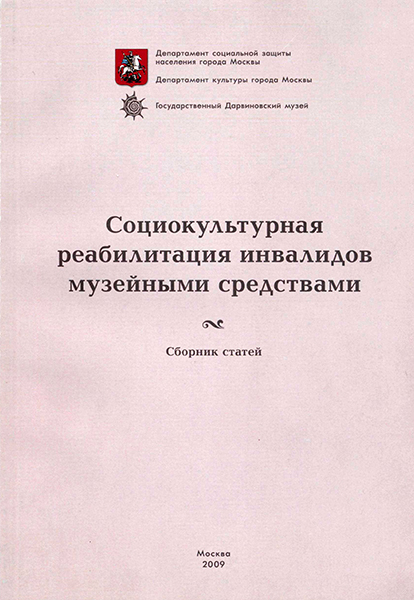 Департамент социальной защиты
населения города Москвы
Департамент культуры города Москвы
Государственный Дарвиновский музей
Социокультурная
реабилитация инвалидов
музейными средствами
Сборник статей
Москва
2009